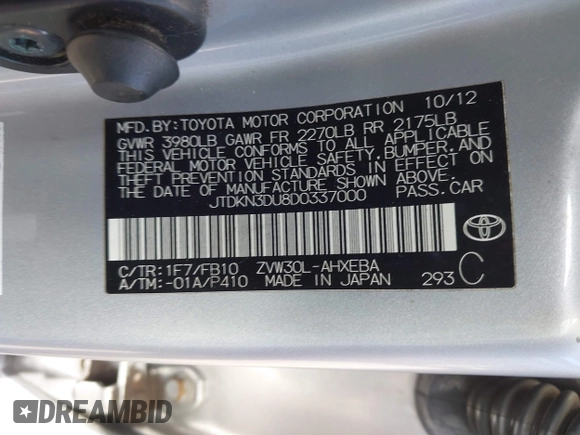 MFD. BY: TOYOTA MOTOR CORPORATION 10/12
GVWR 3980LB GAWR FR 2270LB RR 2175LB
THIS VEHICLE CONFORMS TO ALL APPLICABLE
FEDERAL MOTOR VEHICLE SAFETY, BUMPER, AND
THEFT PREVENTION STANDARDS IN EFFECT ON
THE DATE OF MANUFACTURE SHOWN ABOVE.
JTDKN3DU8D0337000 PASS.CAR
C/TR: 1F7/FB10 ZVW30L-AHXEBA
A/TM: -01A/P410 MADE IN JAPAN 293 C
TOYOTA
DREAMBID